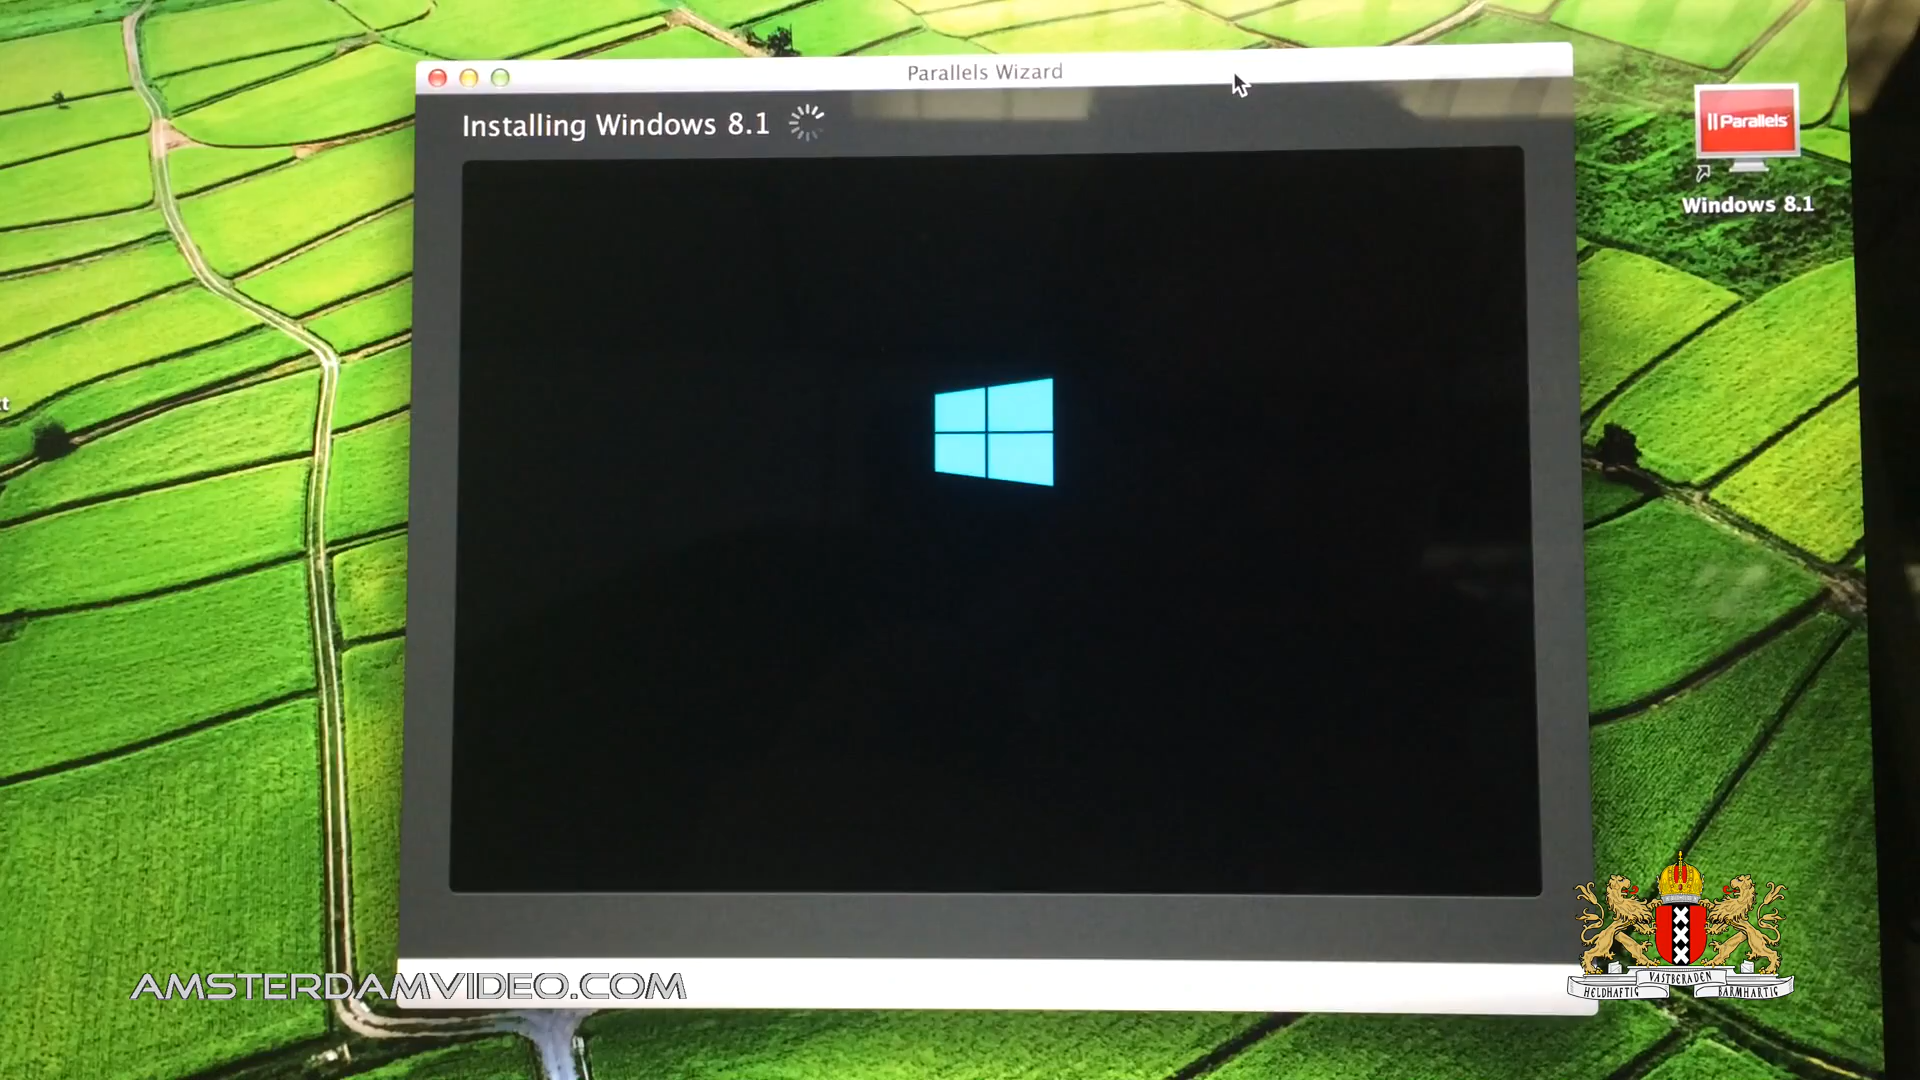 Parallels Wizard
Installing Windows 8.1
Parallels
Windows 8.1
AMSTERDAMVIDEO.COM
VASTBERADEN
HELDHAFTIG
BARMHARTIG